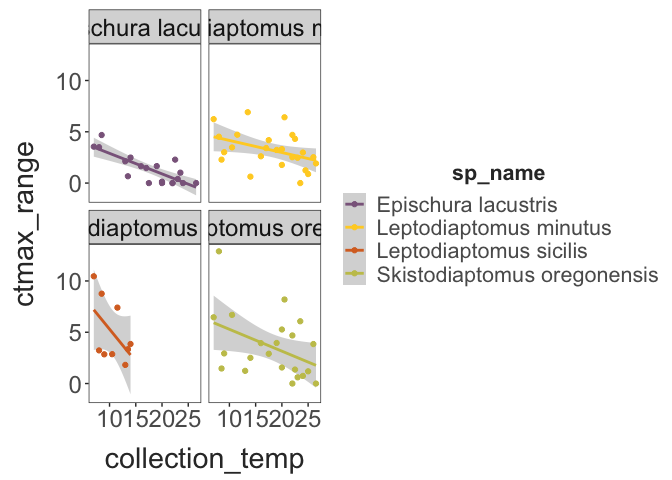 schura lacu
iaptomus m
ctmax_range
10
5
0
diaptomus
ptomus ore
10
5
0
10152025
10152025
collection_temp
sp_name
Epischura lacustris
Leptodiaptomus minutus
Leptodiaptomus sicilis
Skistodiaptomus oregonensis